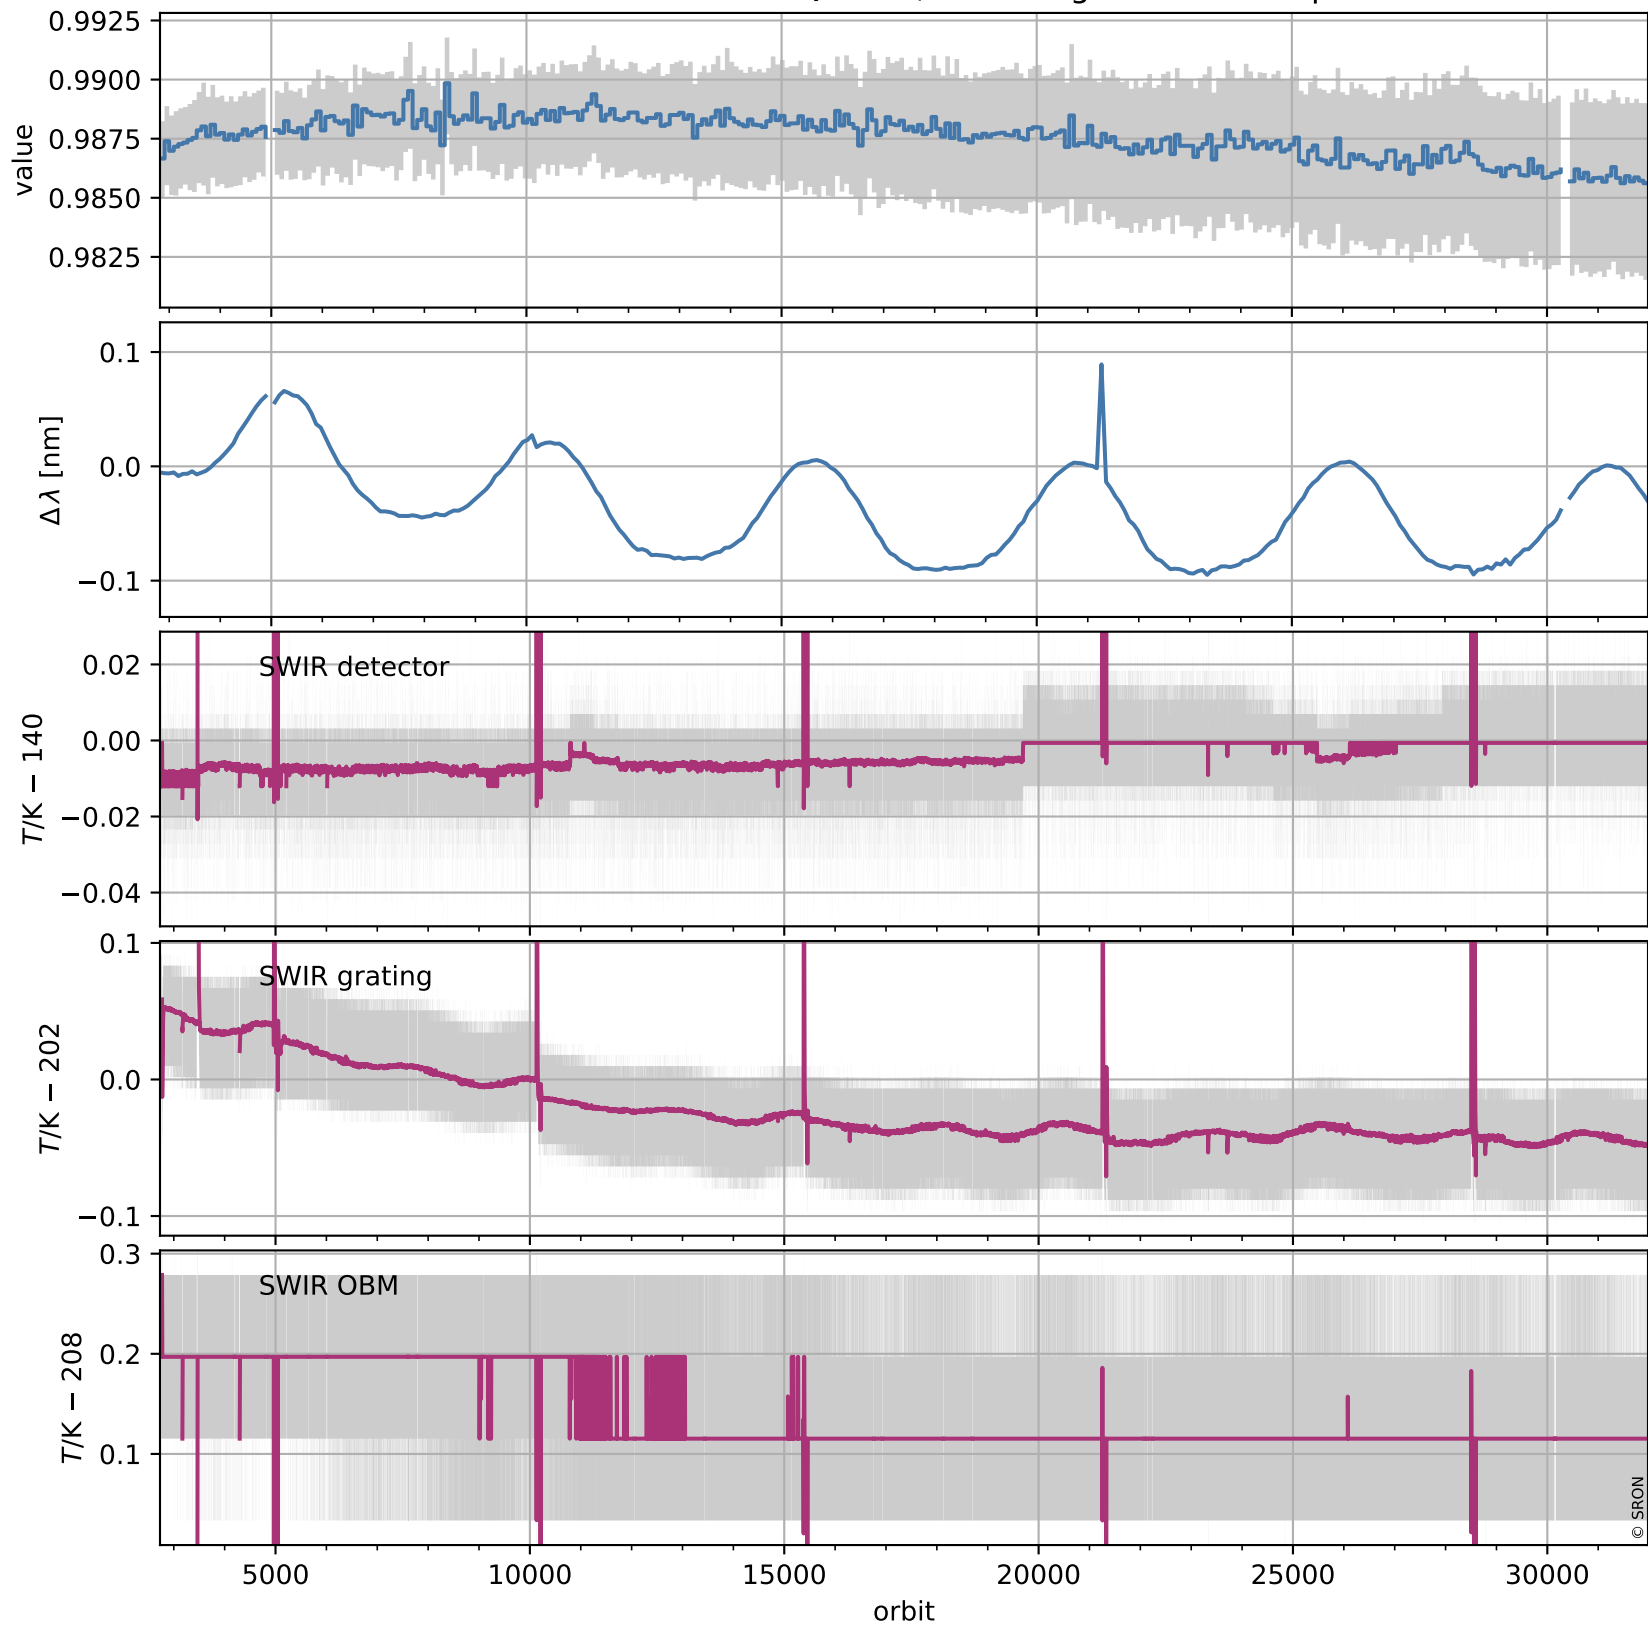 0.9925
0.9900
0.9875
0.9850
0.9825
value
0.1
0.0
−0.1
Δλ [nm]
SWIR detector
0.02
0.00
−0.02
−0.04
T/K − 140
SWIR grating
0.1
0.0
−0.1
T/K − 202
SWIR OBM
0.3
0.2
0.1
T/K − 208
© SRON
5000 10000 15000 20000 25000 30000
orbit